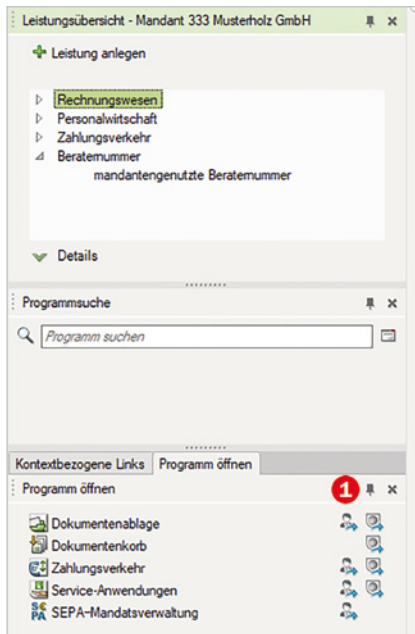 Leistungsübersicht - Mandant 333 Musterholz GmbH
Leistung anlegen
Rechnungswesen
Personalwirtschaft
Zahlungsverkehr
Beraternummer
mandantengenutzte Beraternummer
Details
Programmsuche
Programm suchen
Kontextbezogene Links Programm öffnen
Programm öffnen 1
Dokumentenablage
Dokumentenkorb
Zahlungsverkehr
Service-Anwendungen
SEPA SEPA-Mandatsverwaltung